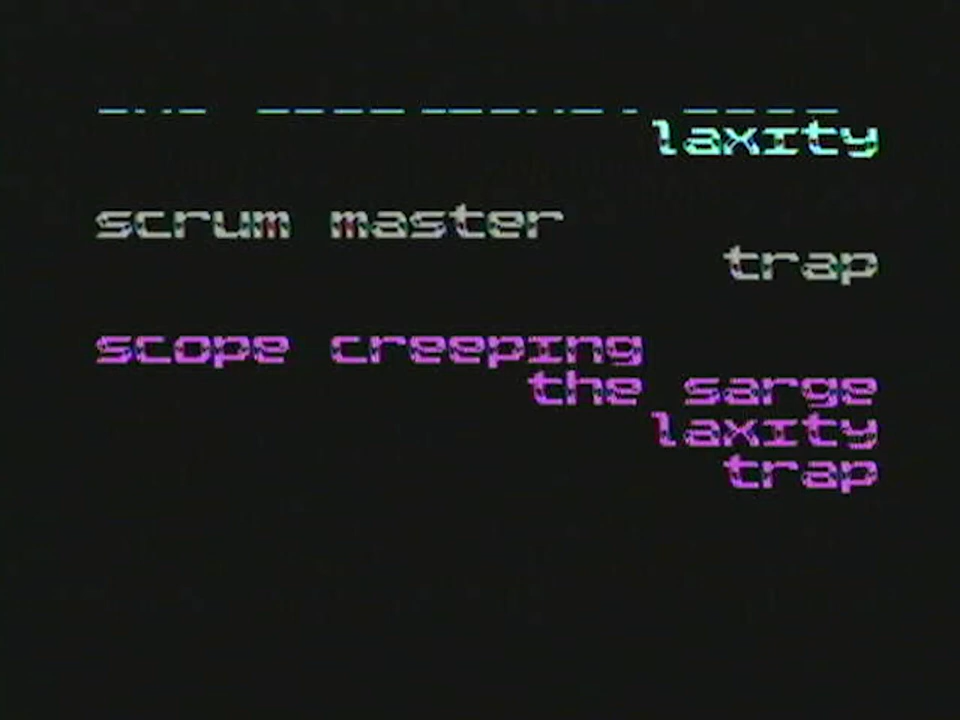 laxity
scrum master
trap
scope creeping
the sarge
laxity
trap